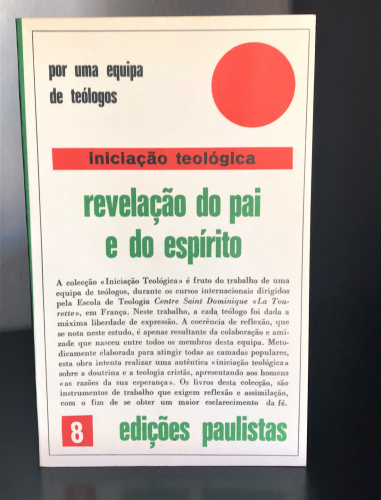 por uma equipa
de teólogos
iniciação teológica
revelação do pai
e do espírito
A colecção «Iniciação Teológica» é fruto do trabalho de uma
equipa de teólogos, durante os cursos internacionais dirigidos
pela Escola de Teologia Centre Saint Dominique «La Tou-
rette», em França. Neste trabalho, a cada teólogo foi dada a
máxima liberdade de expressão. A coerência de reflexão, que
se nota neste estudo, é apenas resultante da colaboração e ami-
zade que nasceu entre todos os membros desta equipa. Meto-
dicamente elaborada para atingir todas as camadas populares,
esta obra intenta realizar uma autêntica «iniciação teológica»
sobre a doutrina e a teologia cristãs, apresentando aos homens
«as razões da sua esperança». Os livros desta colecção, são
instrumentos de trabalho que exigem reflexão e assimilação,
com o fim de se obter um maior esclarecimento da fé.
8 edições paulistas